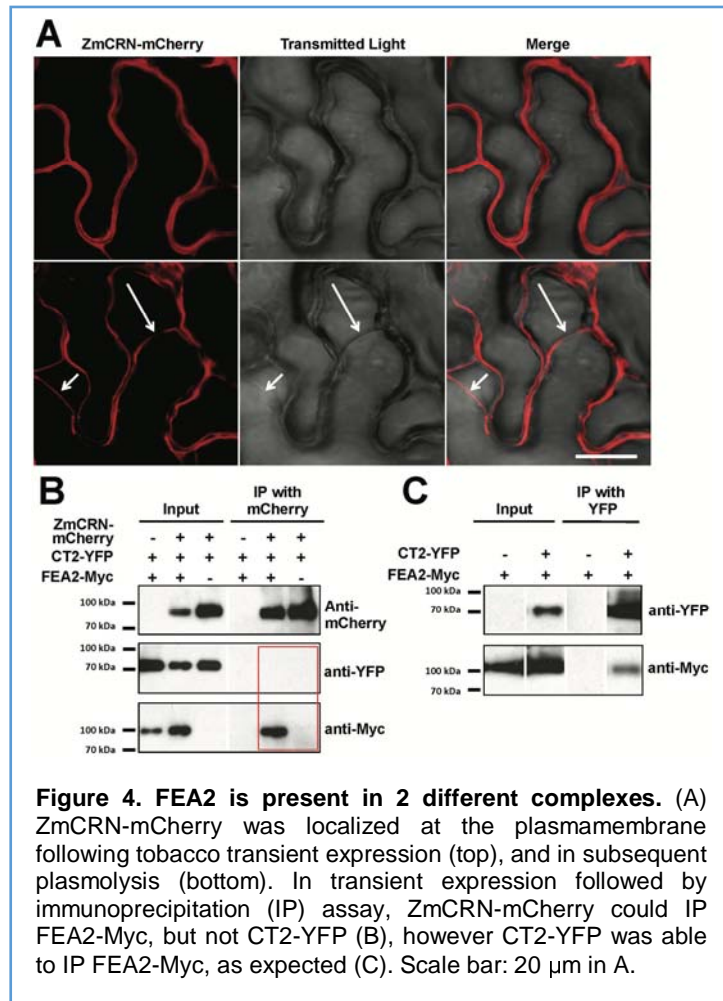 A
ZmCRN-mCherry Transmitted Light Merge
B
Input IP with mCherry
ZmCRN-mCherry - + + - + +
CT2-YFP + + + + + +
FEA2-Myc + + - + + -
100 kDa
70 kDa
Anti-mCherry
100 kDa
70 kDa
anti-YFP
100 kDa
70 kDa
anti-Myc
C
Input IP with YFP
CT2-YFP - + - +
FEA2-Myc + + + +
100 kDa
70 kDa
anti-YFP
100 kDa
70 kDa
anti-Myc
Figure 4. FEA2 is present in 2 different complexes. (A)
ZmCRN-mCherry was localized at the plasmamembrane
following tobacco transient expression (top), and in subsequent
plasmolysis (bottom). In transient expression followed by
immunoprecipitation (IP) assay, ZmCRN-mCherry could IP
FEA2-Myc, but not CT2-YFP (B), however CT2-YFP was able
to IP FEA2-Myc, as expected (C). Scale bar: 20 µm in A.